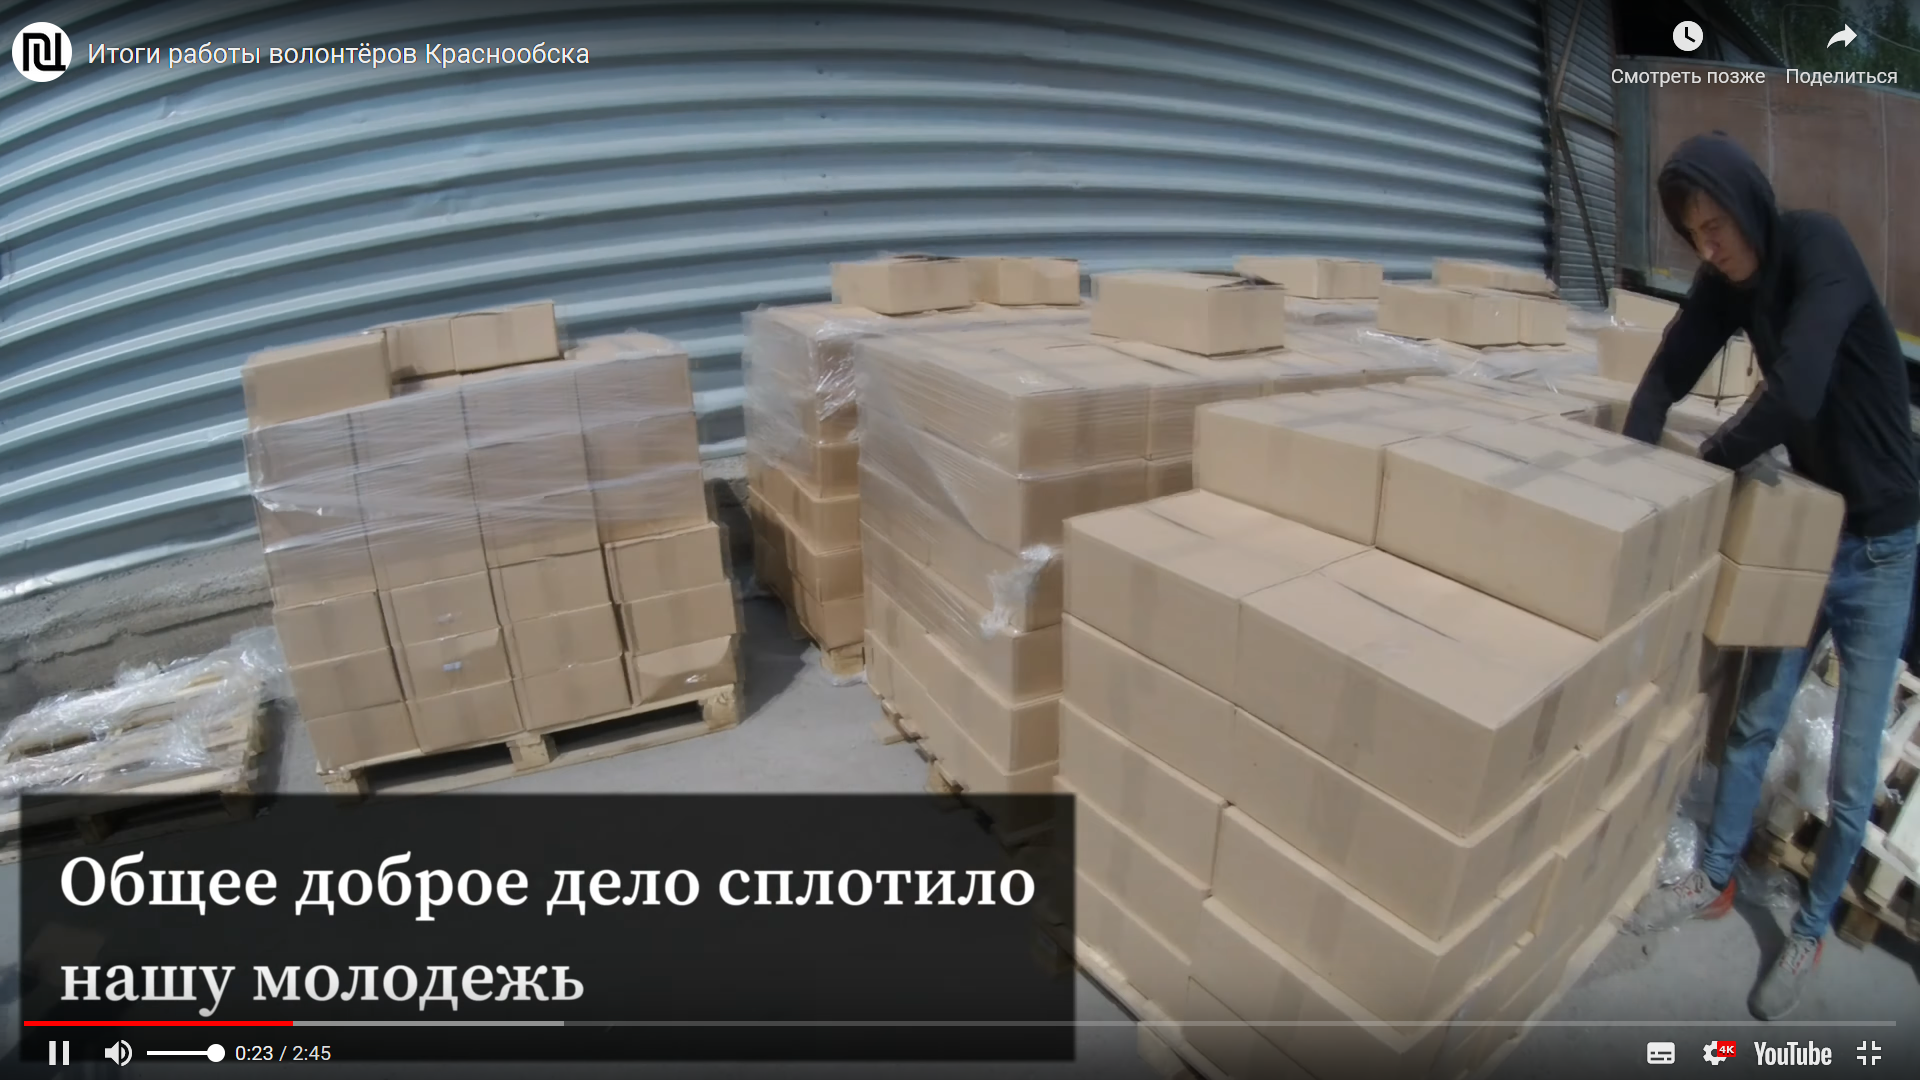 Итоги работы волонтёров Краснообска
Смотреть позже
Поделиться
Общее доброе дело сплотило
нашу молодежь
0:23 / 2:45
4K
YouTube